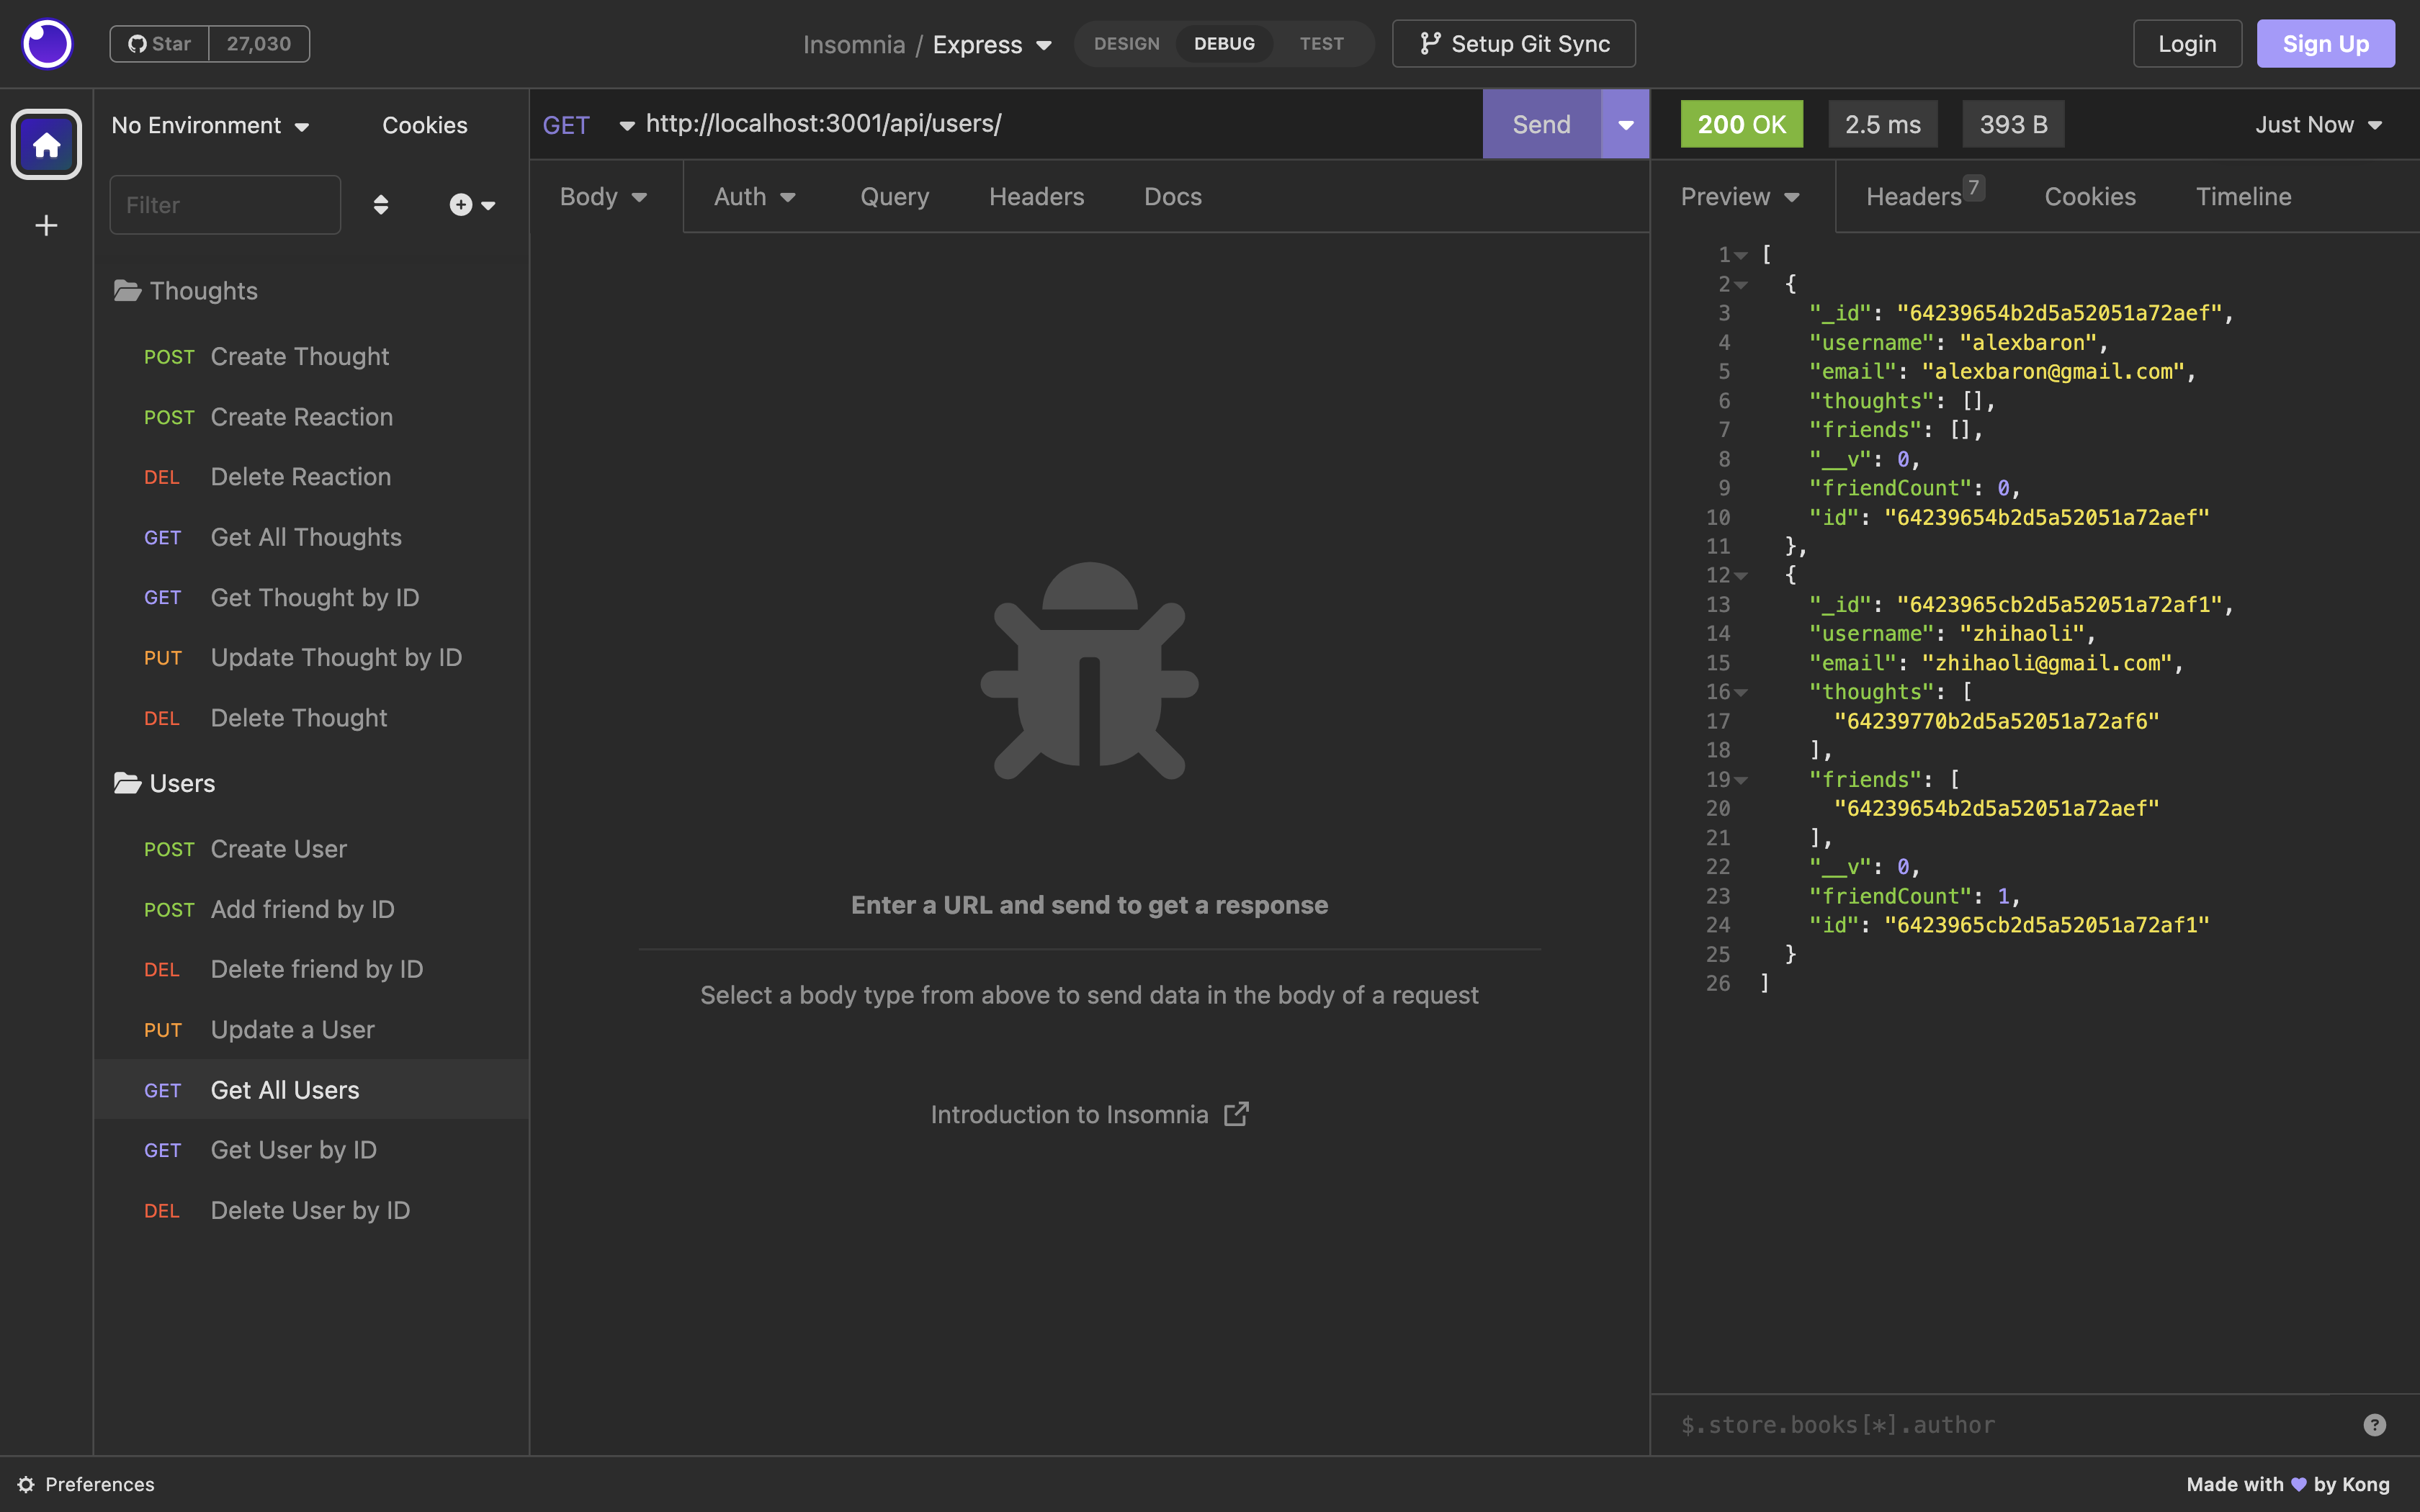 Star 27,030
Insomnia / Express
DESIGN DEBUG TEST
Setup Git Sync
Login Sign Up
No Environment Cookies
Filter
Thoughts
POST Create Thought
POST Create Reaction
DEL Delete Reaction
GET Get All Thoughts
GET Get Thought by ID
PUT Update Thought by ID
DEL Delete Thought
Users
POST Create User
POST Add friend by ID
DEL Delete friend by ID
PUT Update a User
GET Get All Users
GET Get User by ID
DEL Delete User by ID
GET http://localhost:3001/api/users/ Send
Body Auth Query Headers Docs
Enter a URL and send to get a response
Select a body type from above to send data in the body of a request
Introduction to Insomnia
200 OK 2.5 ms 393 B Just Now
Preview Headers 7 Cookies Timeline
1 [
2 {
3 "_id": "64239654b2d5a52051a72aef",
4 "username": "alexbaron",
5 "email": "alexbaron@gmail.com",
6 "thoughts": [],
7 "friends": [],
8 "__v": 0,
9 "friendCount": 0,
10 "id": "64239654b2d5a52051a72aef"
11 },
12 {
13 "_id": "6423965cb2d5a52051a72af1",
14 "username": "zhihaoli",
15 "email": "zhihaoli@gmail.com",
16 "thoughts": [
17 "64239770b2d5a52051a72af6"
18 ],
19 "friends": [
20 "64239654b2d5a52051a72aef"
21 ],
22 "__v": 0,
23 "friendCount": 1,
24 "id": "6423965cb2d5a52051a72af1"
25 }
26 ]
$.store.books[*].author ?
Preferences
Made with 💜 by Kong